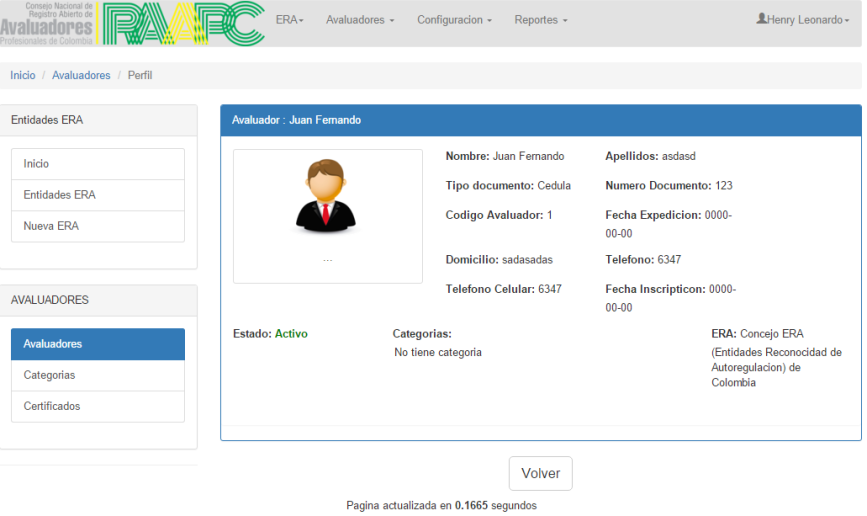 Consejo Nacional de
Registro Abierto de
Avaluadores
Profesionales de Colombia
RAAPC
ERA
Avaluadores
Configuracion
Reportes
Henry Leonardo
Inicio / Avaluadores / Perfil
Entidades ERA
Inicio
Entidades ERA
Nueva ERA
AVALUADORES
Avaluadores
Categorias
Certificados
Avaluador : Juan Fernando
...
Nombre: Juan Fernando
Apellidos: asdasd
Tipo documento: Cedula
Numero Documento: 123
Codigo Avaluador: 1
Fecha Expedicion: 0000-
00-00
Domicilio: sadasadas
Telefono: 6347
Telefono Celular: 6347
Fecha Inscripticon: 0000-
00-00
Estado: Activo
Categorias:
No tiene categoria
ERA: Concejo ERA
(Entidades Reconocidad de
Autoregulacion) de
Colombia
Volver
Pagina actualizada en 0.1665 segundos